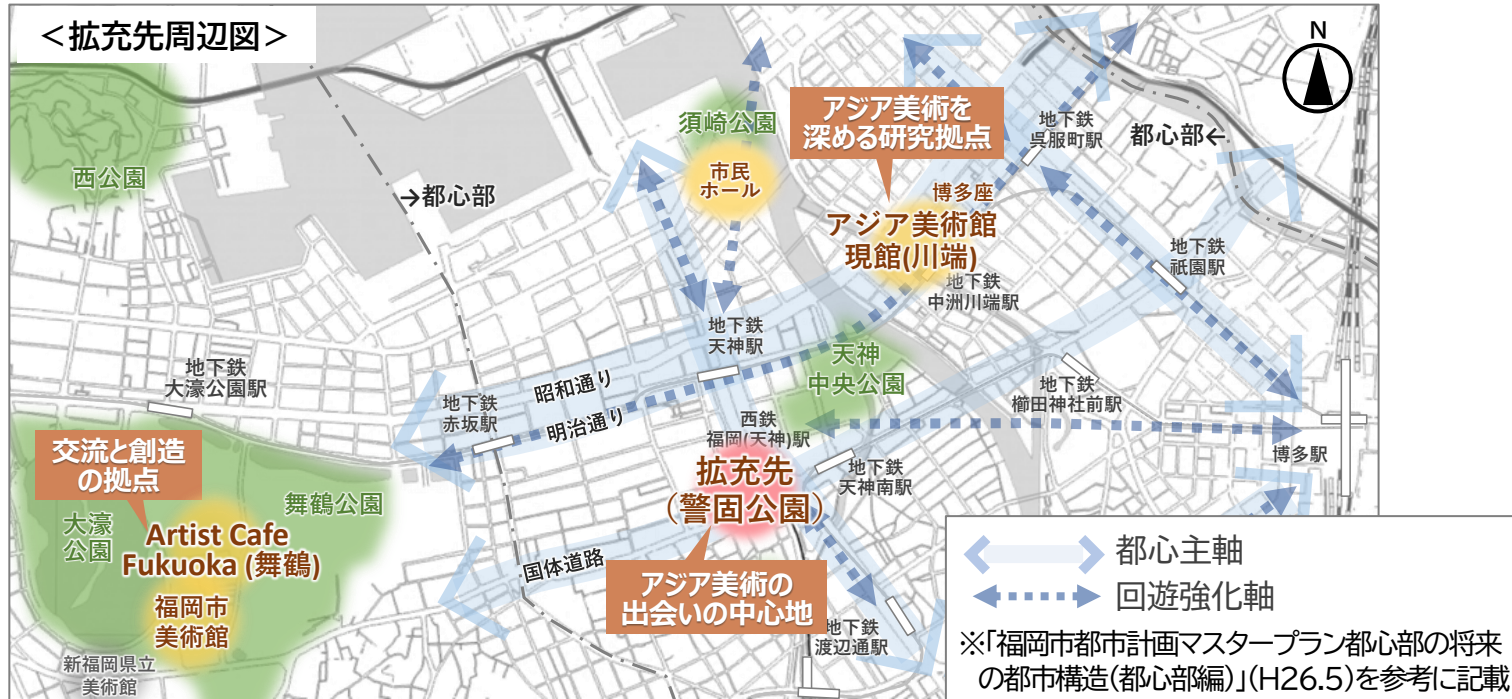 ＜拡充先周辺図＞
N
西公園
→都心部
須崎公園
市民
ホール
アジア美術を
深める研究拠点
博多座
アジア美術館
現館(川端)
地下鉄
呉服町駅
都心部←
地下鉄
祇園駅
地下鉄
中洲川端駅
地下鉄
天神駅
天神
中央公園
地下鉄
櫛田神社前駅
博多駅
地下鉄
大濠公園駅
地下鉄
赤坂駅
昭和通り
明治通り
西鉄
福岡(天神)駅
地下鉄
天神南駅
拡充先
（警固公園）
アジア美術の
出会いの中心地
国体道路
地下鉄
渡辺通駅
交流と創造
の拠点
舞鶴公園
大濠
公園
Artist Cafe
Fukuoka (舞鶴)
福岡市
美術館
新福岡県立
美術館
都心主軸
回遊強化軸
※「福岡市都市計画マスタープラン都心部の将来
の都市構造(都心部編)」(H26.5)を参考に記載